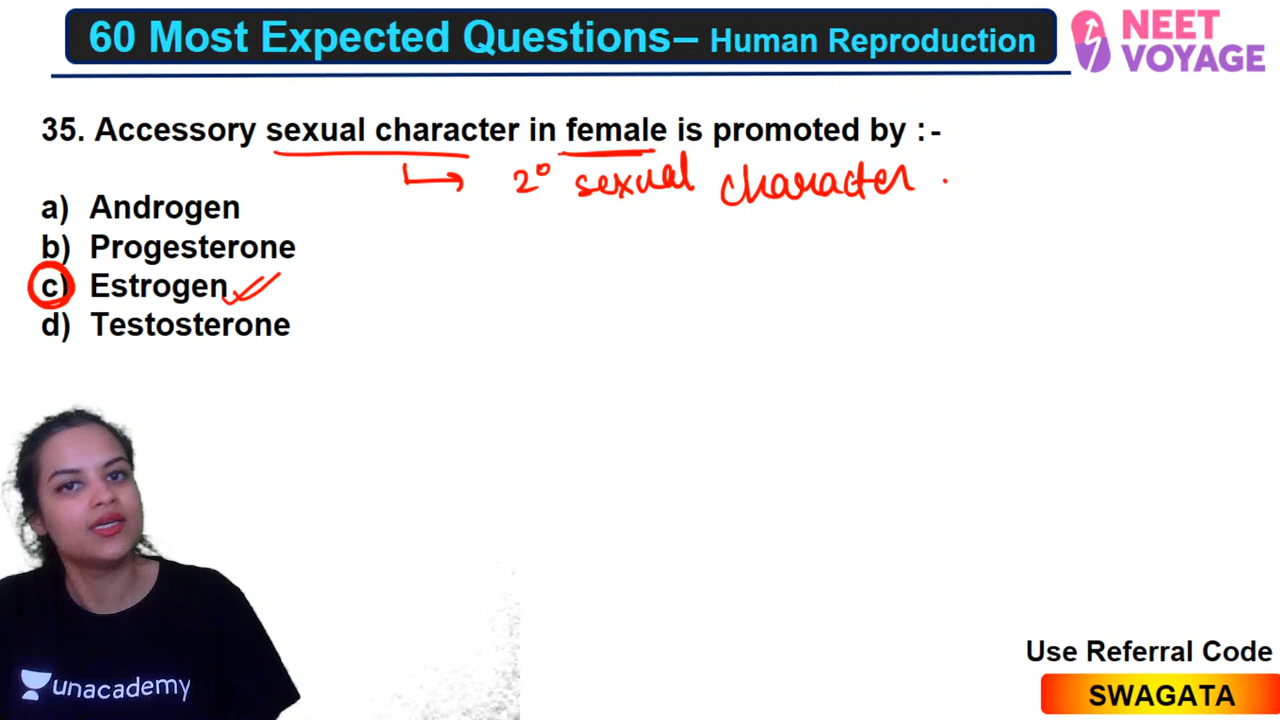 60 Most Expected Questions– Human Reproduction
NEET
VOYAGE
35. Accessory sexual character in female is promoted by :-
2° sexual character.
a) Androgen
b) Progesterone
c) Estrogen
d) Testosterone
unacademy
Use Referral Code
SWAGATA